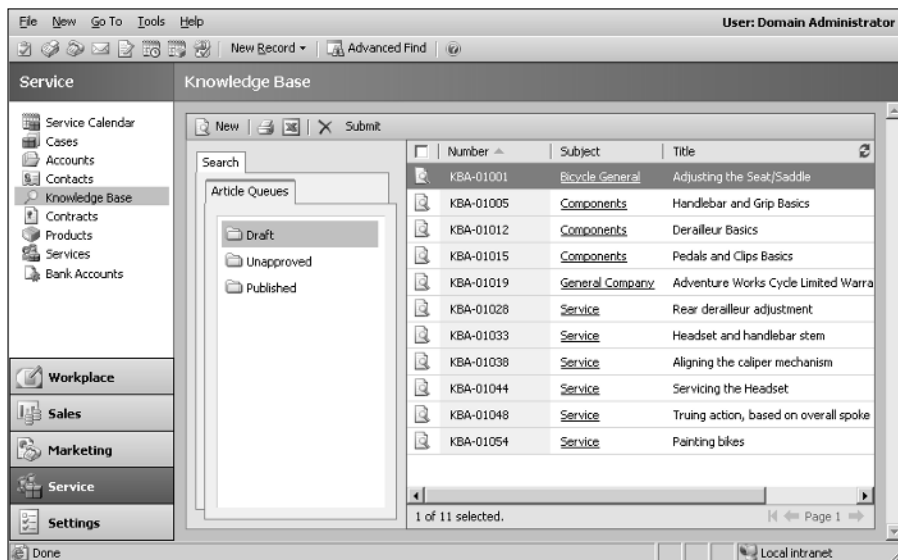 File New Go To Tools Help User: Domain Administrator
New Record Advanced Find
Service Knowledge Base
Service Calendar
Cases
Accounts
Contacts
Knowledge Base
Contracts
Products
Services
Bank Accounts
Workplace
Sales
Marketing
Service
Settings
New Submit
Search
Article Queues
Draft
Unapproved
Published
Number Subject Title
KBA-01001 Bicycle General Adjusting the Seat/Saddle
KBA-01005 Components Handlebar and Grip Basics
KBA-01012 Components Derailleur Basics
KBA-01015 Components Pedals and Clips Basics
KBA-01019 General Company Adventure Works Cycle Limited Warra
KBA-01028 Service Rear derailleur adjustment
KBA-01033 Service Headset and handlebar stem
KBA-01038 Service Aligning the caliper mechanism
KBA-01044 Service Servicing the Headset
KBA-01048 Service Truing action, based on overall spoke
KBA-01054 Service Painting bikes
1 of 11 selected. Page 1
Done Local intranet